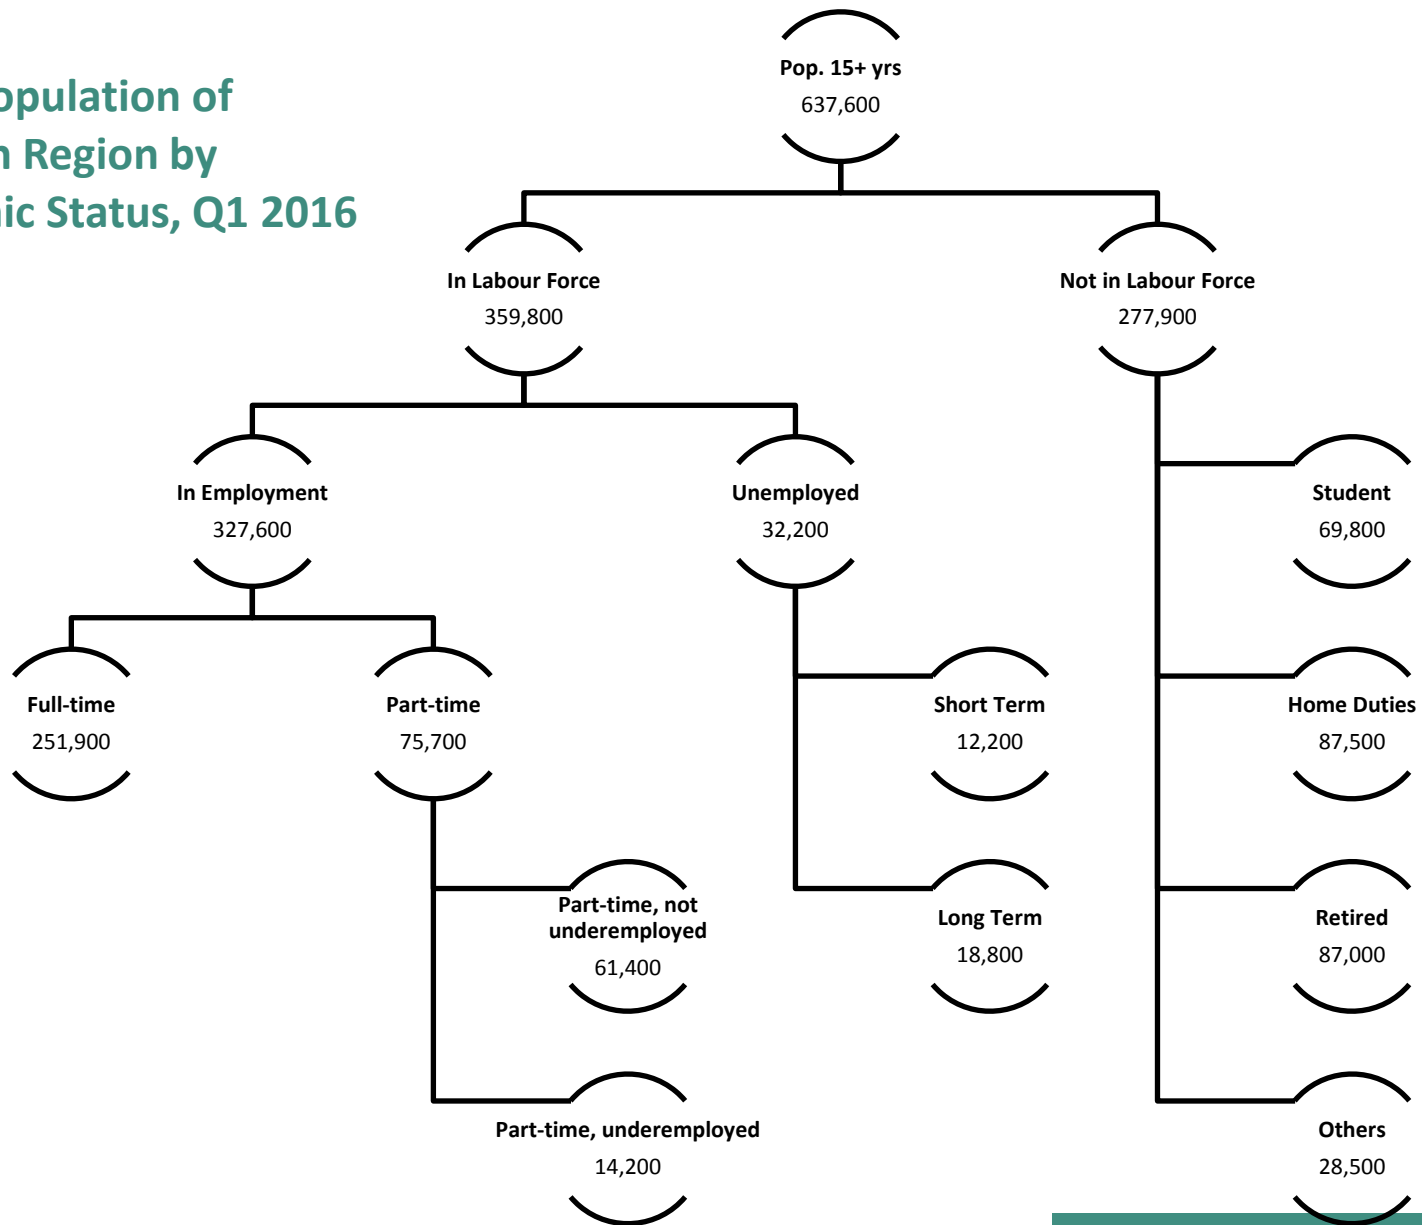 opulation of
Region by
ic Status, Q1 2016
Pop. 15+ yrs
637,600
In Labour Force
359,800
Not in Labour Force
277,900
In Employment
327,600
Unemployed
32,200
Student
69,800
Full-time
251,900
Part-time
75,700
Short Term
12,200
Home Duties
87,500
Part-time, not
underemployed
61,400
Long Term
18,800
Retired
87,000
Part-time, underemployed
14,200
Others
28,500